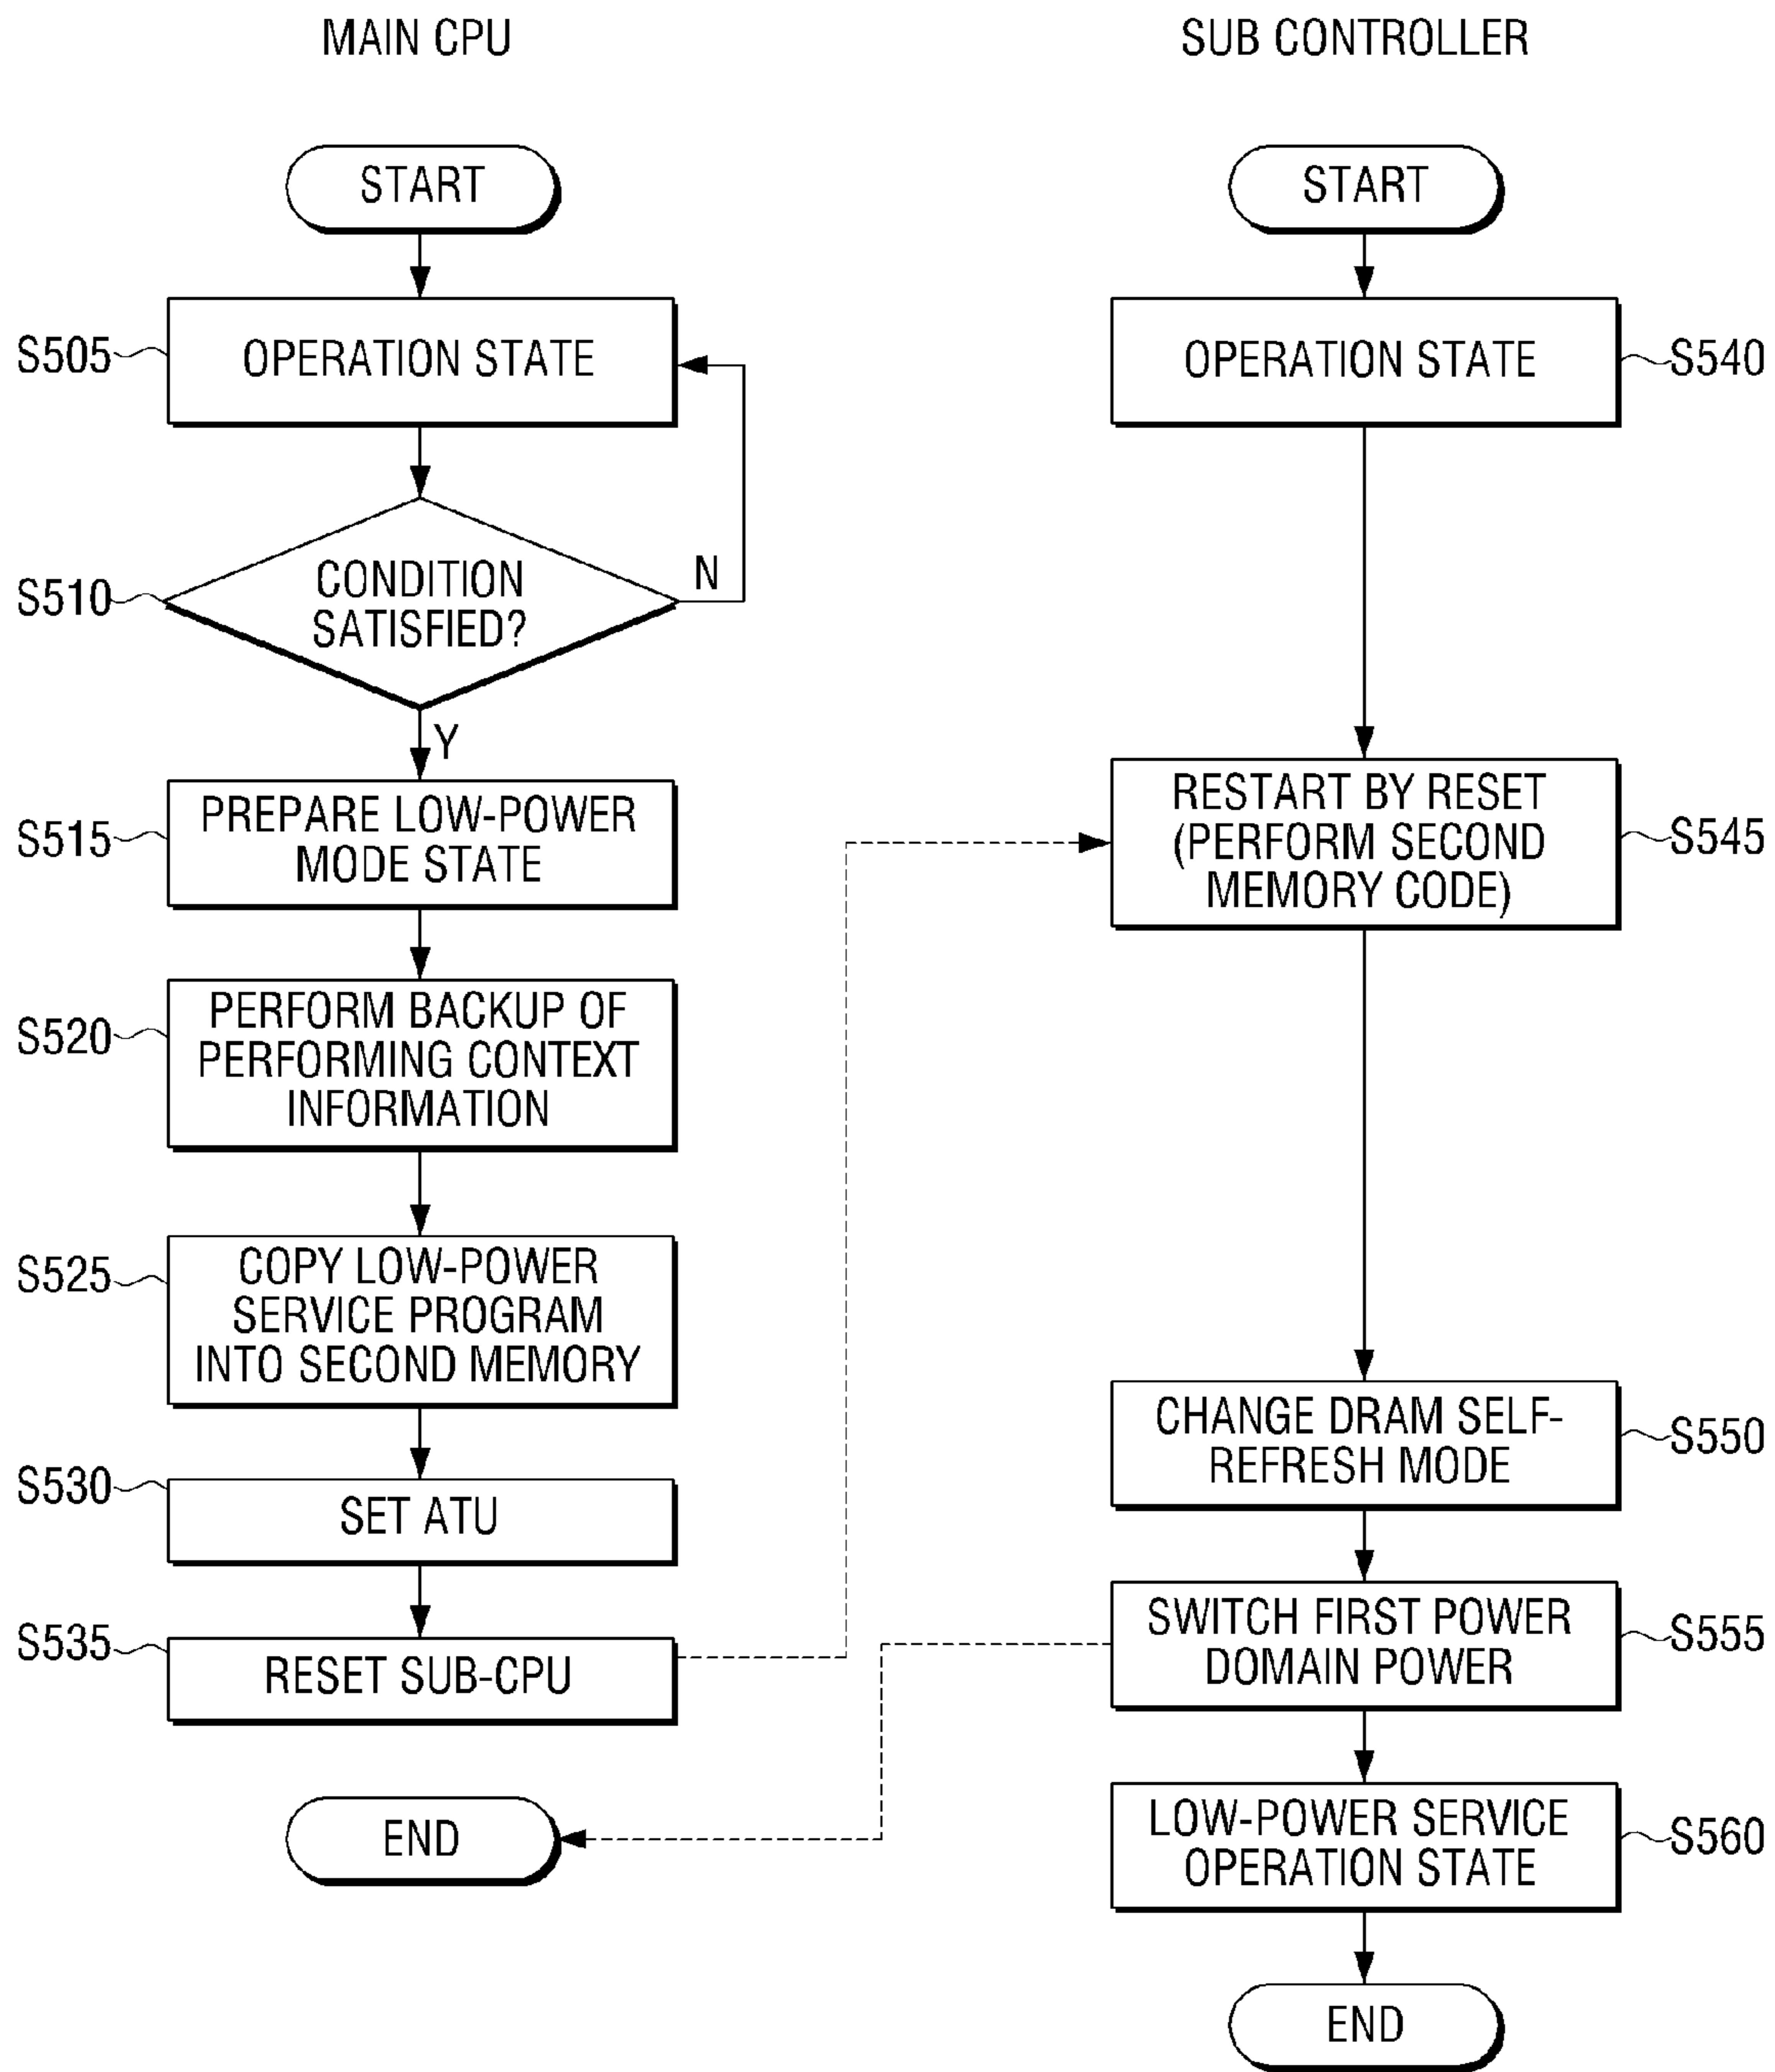 MAIN CPU
START
S505
OPERATION STATE
S510
CONDITION
SATISFIED?
N
Y
S515
PREPARE LOW-POWER
MODE STATE
S520
PERFORM BACKUP OF
PERFORMING CONTEXT
INFORMATION
S525
COPY LOW-POWER
SERVICE PROGRAM
INTO SECOND MEMORY
S530
SET ATU
S535
RESET SUB-CPU
END
SUB CONTROLLER
START
OPERATION STATE
S540
RESTART BY RESET
(PERFORM SECOND
MEMORY CODE)
S545
CHANGE DRAM SELF-
REFRESH MODE
S550
SWITCH FIRST POWER
DOMAIN POWER
S555
LOW-POWER SERVICE
OPERATION STATE
S560
END